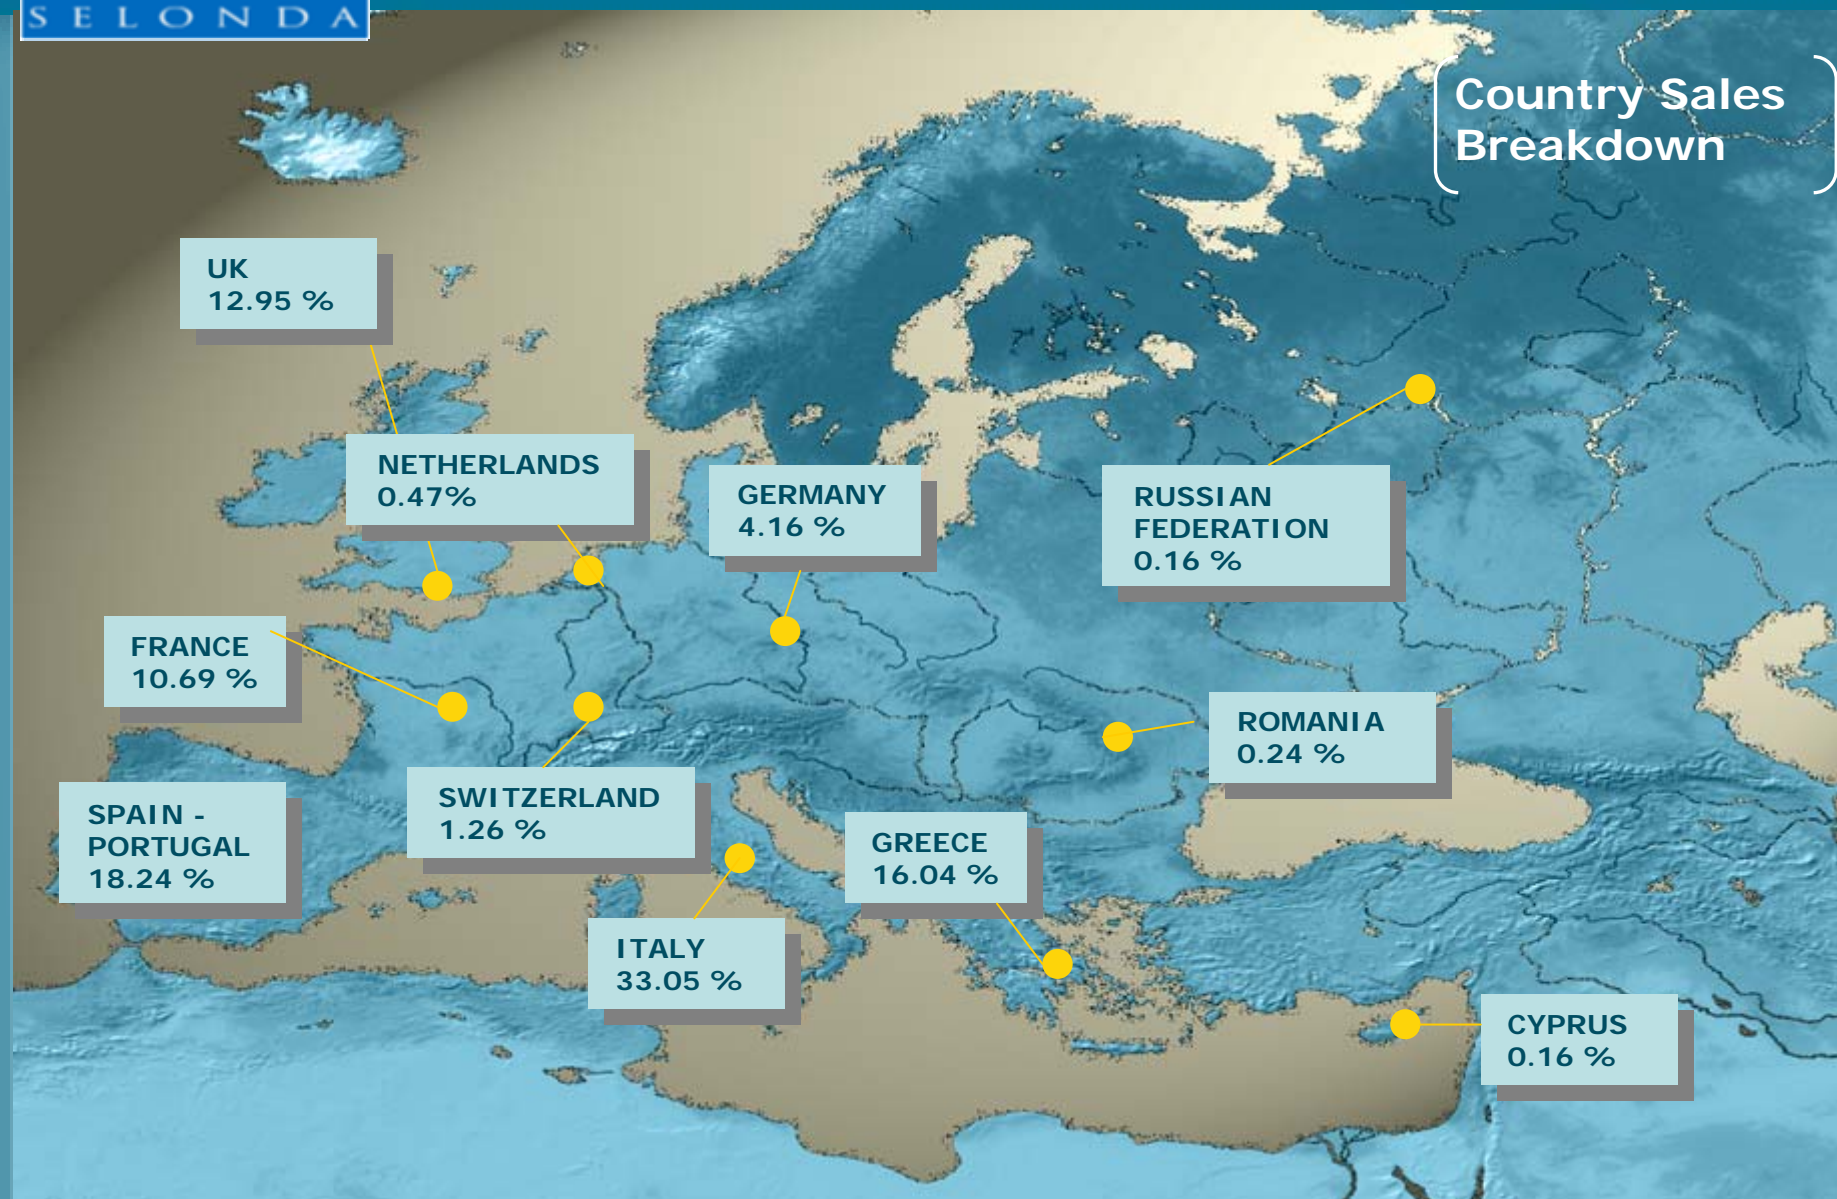 SELONDA
Country Sales
Breakdown
UK
12.95 %
NETHERLANDS
0.47%
GERMANY
4.16 %
RUSSIAN
FEDERATION
0.16 %
FRANCE
10.69 %
ROMANIA
0.24 %
SWITZERLAND
1.26 %
SPAIN -
PORTUGAL
18.24 %
GREECE
16.04 %
ITALY
33.05 %
CYPRUS
0.16 %